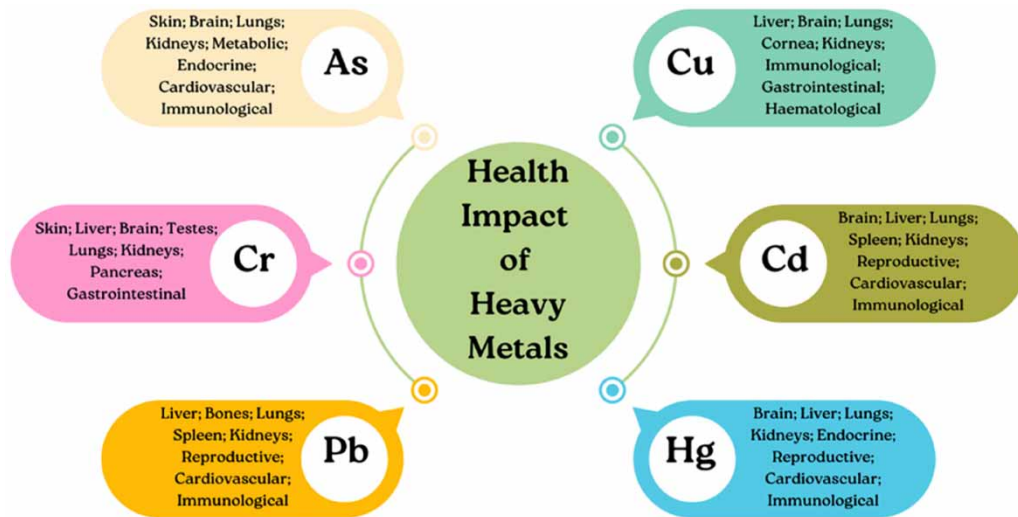 Skin; Brain; Lungs;
Kidneys; Metabolic;
Endocrine;
Cardiovascular;
Immunological
As
Liver; Brain; Lungs;
Cornea; Kidneys;
Immunological;
Gastrointestinal;
Haematological
Cu
Health
Impact
of
Heavy
Metals
Skin; Liver; Brain; Testes;
Lungs; Kidneys;
Pancreas;
Gastrointestinal
Cr
Brain; Liver; Lungs;
Spleen; Kidneys;
Reproductive;
Cardiovascular;
Immunological
Cd
Liver; Bones; Lungs;
Spleen; Kidneys;
Reproductive;
Cardiovascular;
Immunological
Pb
Brain; Liver; Lungs;
Kidneys; Endocrine;
Reproductive;
Cardiovascular;
Immunological
Hg